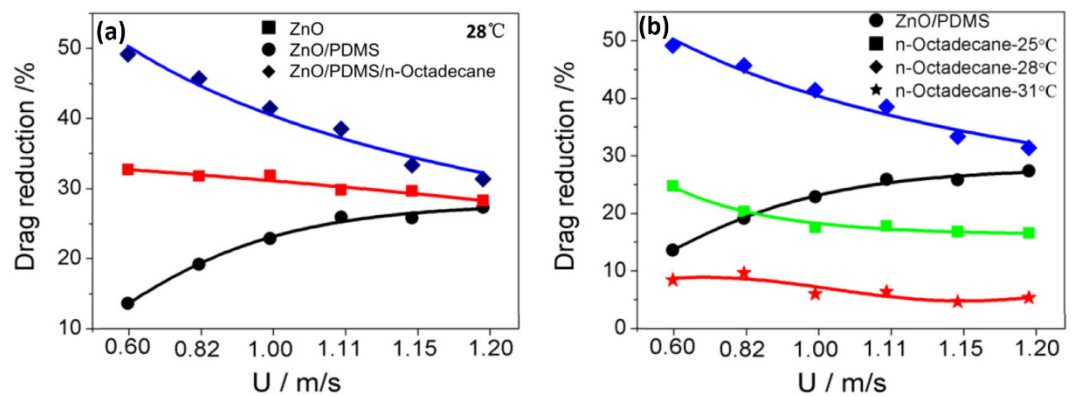 (a)
ZnO
28℃
ZnO/PDMS
ZnO/PDMS/n-Octadecane
Drag reduction /%
50
40
30
20
10
0.60 0.82 1.00 1.11 1.15 1.20
U / m/s
(b)
ZnO/PDMS
n-Octadecane-25℃
n-Octadecane-28℃
n-Octadecane-31℃
Drag reduction /%
50
40
30
20
10
0
0.60 0.82 1.00 1.11 1.15 1.20
U / m/s